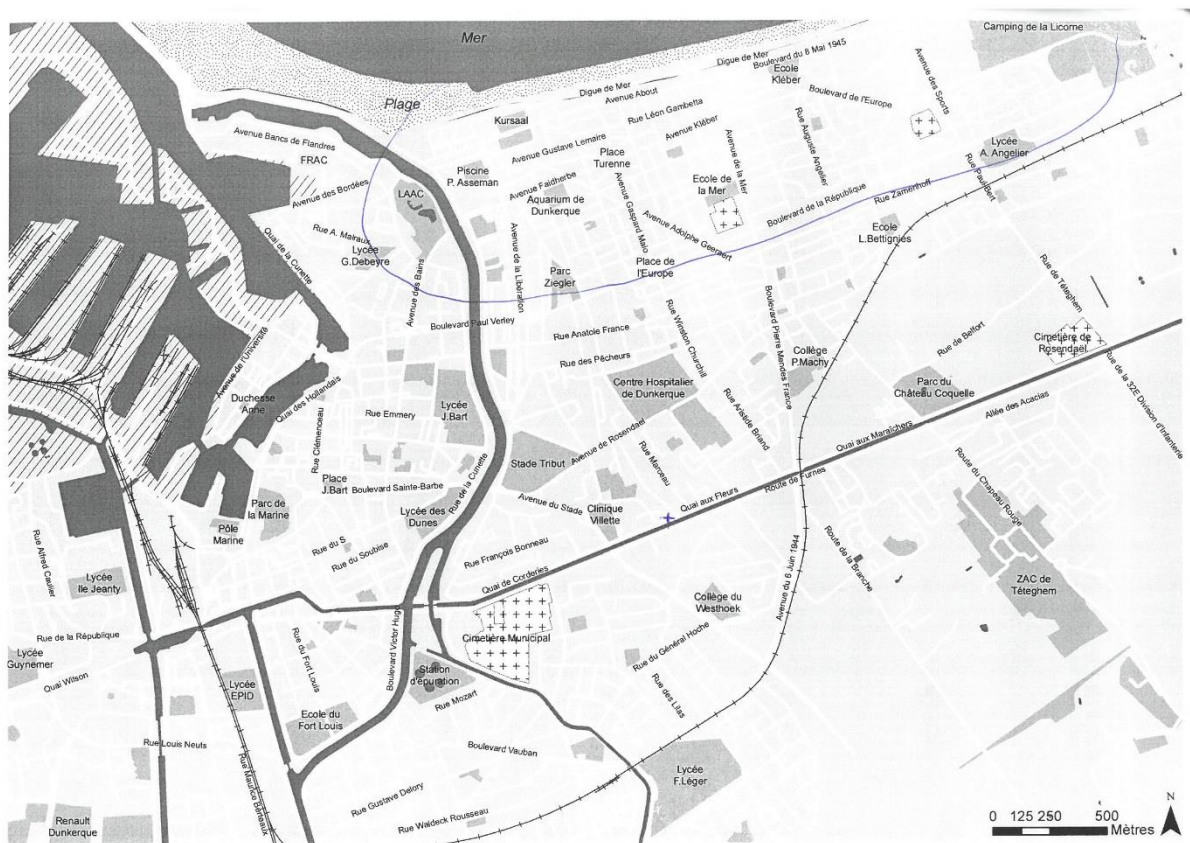 Mer
Camping de la Licorne
Plage
Digue de Mer
Boulevard du 8 Mai 1945
Ecole
Kléber
Digue de Mer
Avenue About
Boulevard de l'Europe
Avenue des Sports
Kursaal
Rue Léon Gambetta
Avenue Kléber
Avenue Bancs de Flandres
FRAC
Avenue Gustave Lemaire
Place
Turenne
Avenue de la Mer
Rue Auguste Angelier
Lycée
A. Angelier
Rue Paul Bert
Piscine
P. Asseman
Avenue Faidherbe
Aquarium de
Dunkerque
Ecole de
la Mer
Avenue des Bordées
LAAC
Avenue Gaspard Malo
Avenue Adolphe Geeraert
Boulevard de la République
Rue Zamenhoff
Rue A. Malraux
Lycée
G.Debeyre
Quai de la Cunette
Avenue des Bains
Avenue de la Libération
Parc
Ziegler
Place de
l'Europe
Ecole
L.Bettignies
Rue de Téteghem
Boulevard Paul Verley
Rue Anatole France
Rue des Pêcheurs
Rue Winston Churchill
Boulevard Pierre Mendes France
Collège
P.Machy
Rue de Belfort
Cimetière de
Rosendaël
Avenue de l'Université
Duchesse
Anne
Quai des Hollandais
Rue Clémenceau
Rue Emmery
Lycée
J.Bart
Centre Hospitalier
de Dunkerque
Rue Aristide Briand
Parc du
Château Coquelle
Allée des Acacias
Rue de la 32E Division d'Infanterie
Quai aux Maraîchers
Stade Tribut
Avenue de Rosendael
Rue Marceau
Place
J.Bart
Boulevard Sainte-Barbe
Rue de la Cunette
Quai aux Fleurs
Route de Furnes
Route du Chapeau Rouge
Parc de
la Marine
Pôle
Marine
Lycée des
Dunes
Avenue du Stade
Clinique
Villette
Rue Alfred Caulier
Rue du S
Rue du Soubise
Rue François Bonneau
Quai de Corderies
Avenue du 6 Juin 1944
Route de la Branche
Lycée
Ile Jeanty
ZAC de
Téteghem
Collège du
Westhoek
Rue de la République
Lycée
Guynemer
Quai Wilson
Rue du Fort Louis
Boulevard Victor Hugo
Cimetière Municipal
Rue du Général Hoche
Lycée
EPID
Station
d'épuration
Rue Mozart
Rue des Lilas
Ecole du
Fort Louis
Rue Louis Neuts
Rue Maurice Berteaux
Boulevard Vauban
Lycée
F.Léger
Rue Gustave Delory
Rue Waldeck Rousseau
Renault
Dunkerque
N
0 125 250 500
Mètres